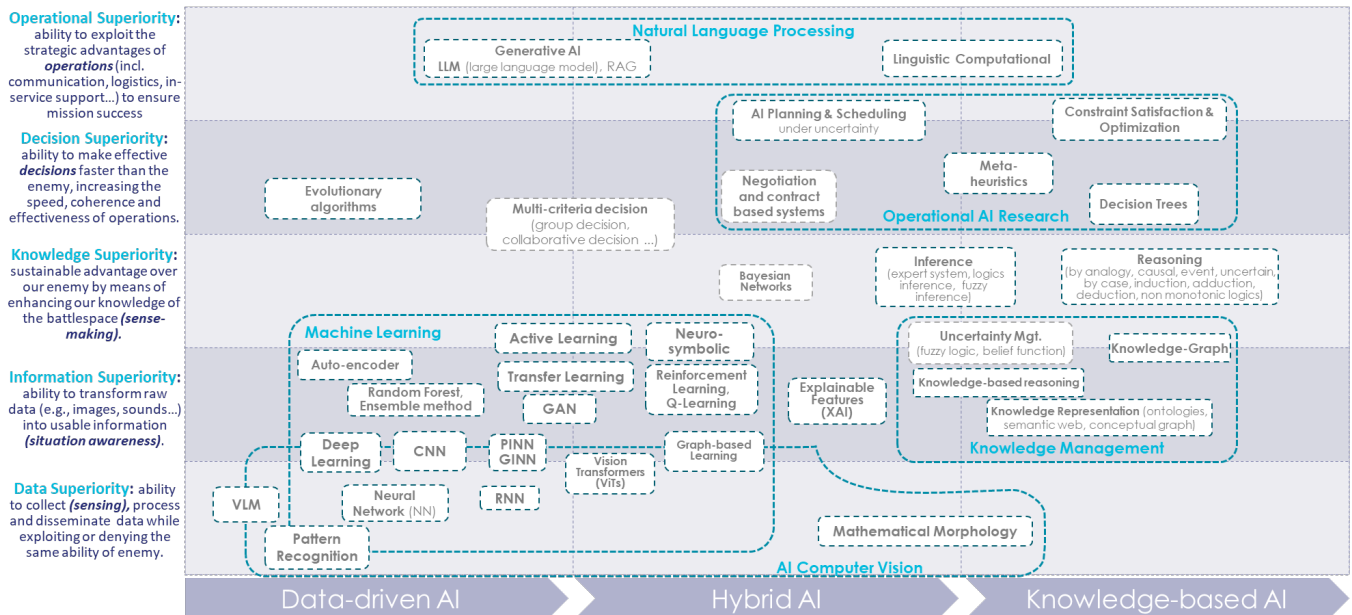 Operational Superiority:
ability to exploit the
strategic advantages of
operations (incl.
communication, logistics, in-
service support…) to ensure
mission success
Decision Superiority:
ability to make effective
decisions faster than the
enemy, increasing the
speed, coherence and
effectiveness of operations.
Knowledge Superiority:
sustainable advantage over
our enemy by means of
enhancing our knowledge of
the battlespace (sense-
making).
Information Superiority:
ability to transform raw
data (e.g., images, sounds…)
into usable information
(situation awareness).
Data Superiority: ability
to collect (sensing), process
and disseminate data while
exploiting or denying the
same ability of enemy.
Natural Language Processing
Generative AI
LLM (large language model), RAG
Linguistic Computational
AI Planning & Scheduling
under uncertainty
Constraint Satisfaction &
Optimization
Meta-
heuristics
Negotiation
and contract
based systems
Decision Trees
Operational AI Research
Evolutionary
algorithms
Multi-criteria decision
(group decision,
collaborative decision ...)
Bayesian
Networks
Inference
(expert system, logics
inference, fuzzy
inference)
Reasoning
(by analogy, causal, event, uncertain,
by case, induction, adduction,
deduction, non monotonic logics)
Machine Learning
Active Learning
Neuro-
symbolic
Auto-encoder
Transfer Learning
Reinforcement
Learning,
Q-Learning
Random Forest,
Ensemble method
GAN
Explainable
Features
(XAI)
Uncertainty Mgt.
(fuzzy logic, belief function)
Knowledge-Graph
Knowledge-based reasoning
Knowledge Representation (ontologies,
semantic web, conceptual graph)
Knowledge Management
Deep
Learning
CNN
PINN
GINN
Vision
Transformers
(ViTs)
Graph-based
Learning
VLM
Neural
Network (NN)
RNN
Pattern
Recognition
Mathematical Morphology
AI Computer Vision
Data-driven AI
Hybrid AI
Knowledge-based AI